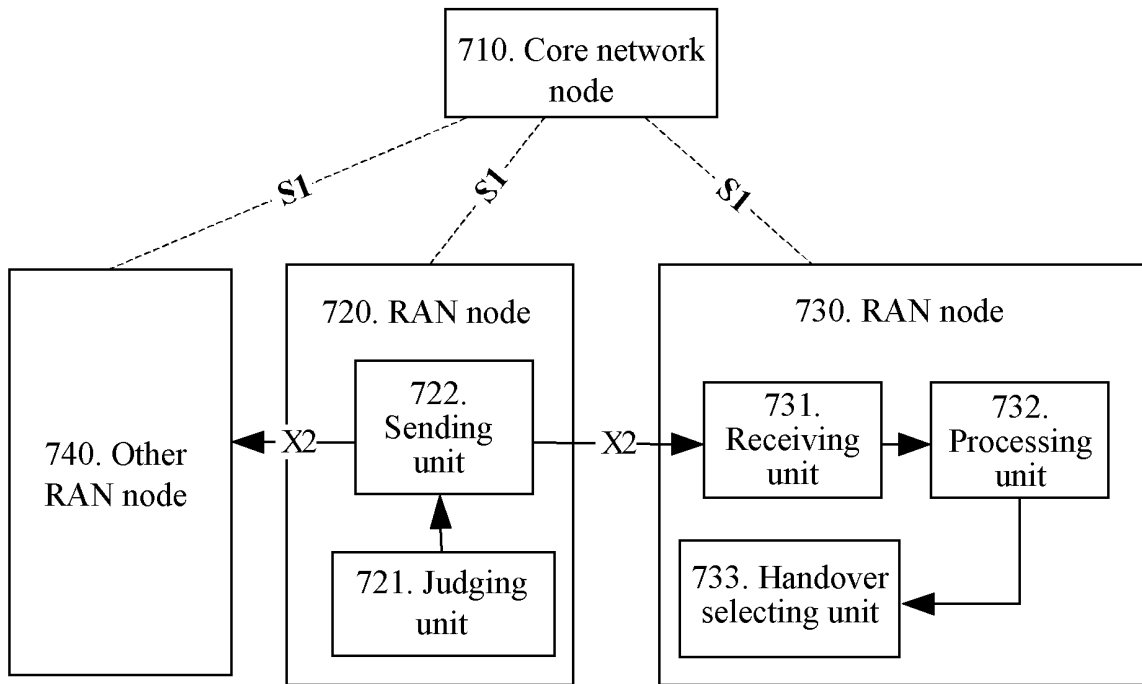 710. Core network
node
S1
S1
S1
720. RAN node
730. RAN node
722.
Sending
unit
731.
Receiving
unit
732.
Processing
unit
X2
X2
740. Other
RAN node
721. Judging
unit
733. Handover
selecting unit